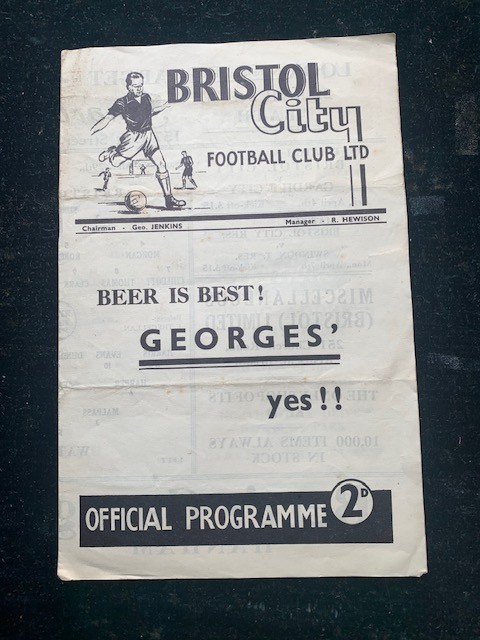 BRISTOL
City
FOOTBALL CLUB LTD
Chairman - Geo. JENKINS Manager - R. HEWISON
BEER IS BEST!
GEORGES'
yes!!
OFFICIAL PROGRAMME 2D